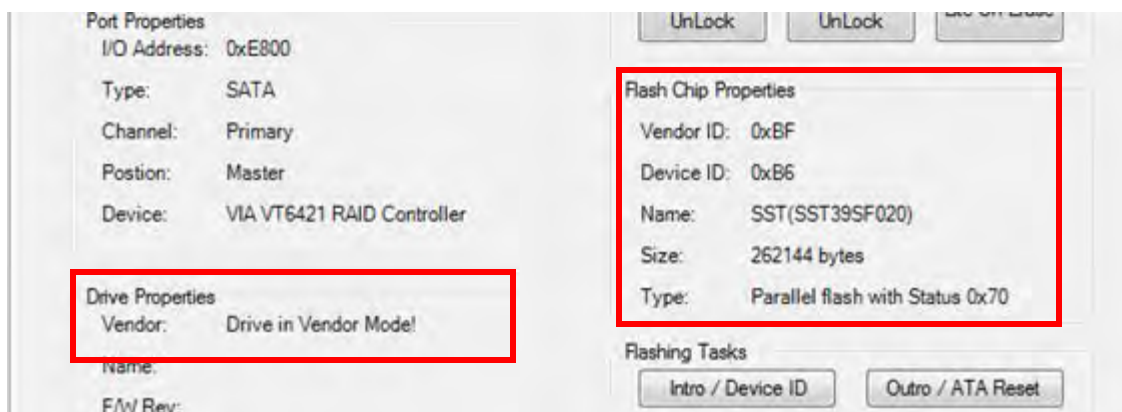 Port Properties
I/O Address: 0xE800
Type: SATA
Channel: Primary
Postion: Master
Device: VIA VT6421 RAID Controller
Drive Properties
Vendor: Drive in Vendor Mode!
Name:
F/W Rev:
UnLock UnLock
Flash Chip Properties
Vendor ID: 0xBF
Device ID: 0xB6
Name: SST(SST39SF020)
Size: 262144 bytes
Type: Parallel flash with Status 0x70
Flashing Tasks
Intro / Device ID Outro / ATA Reset